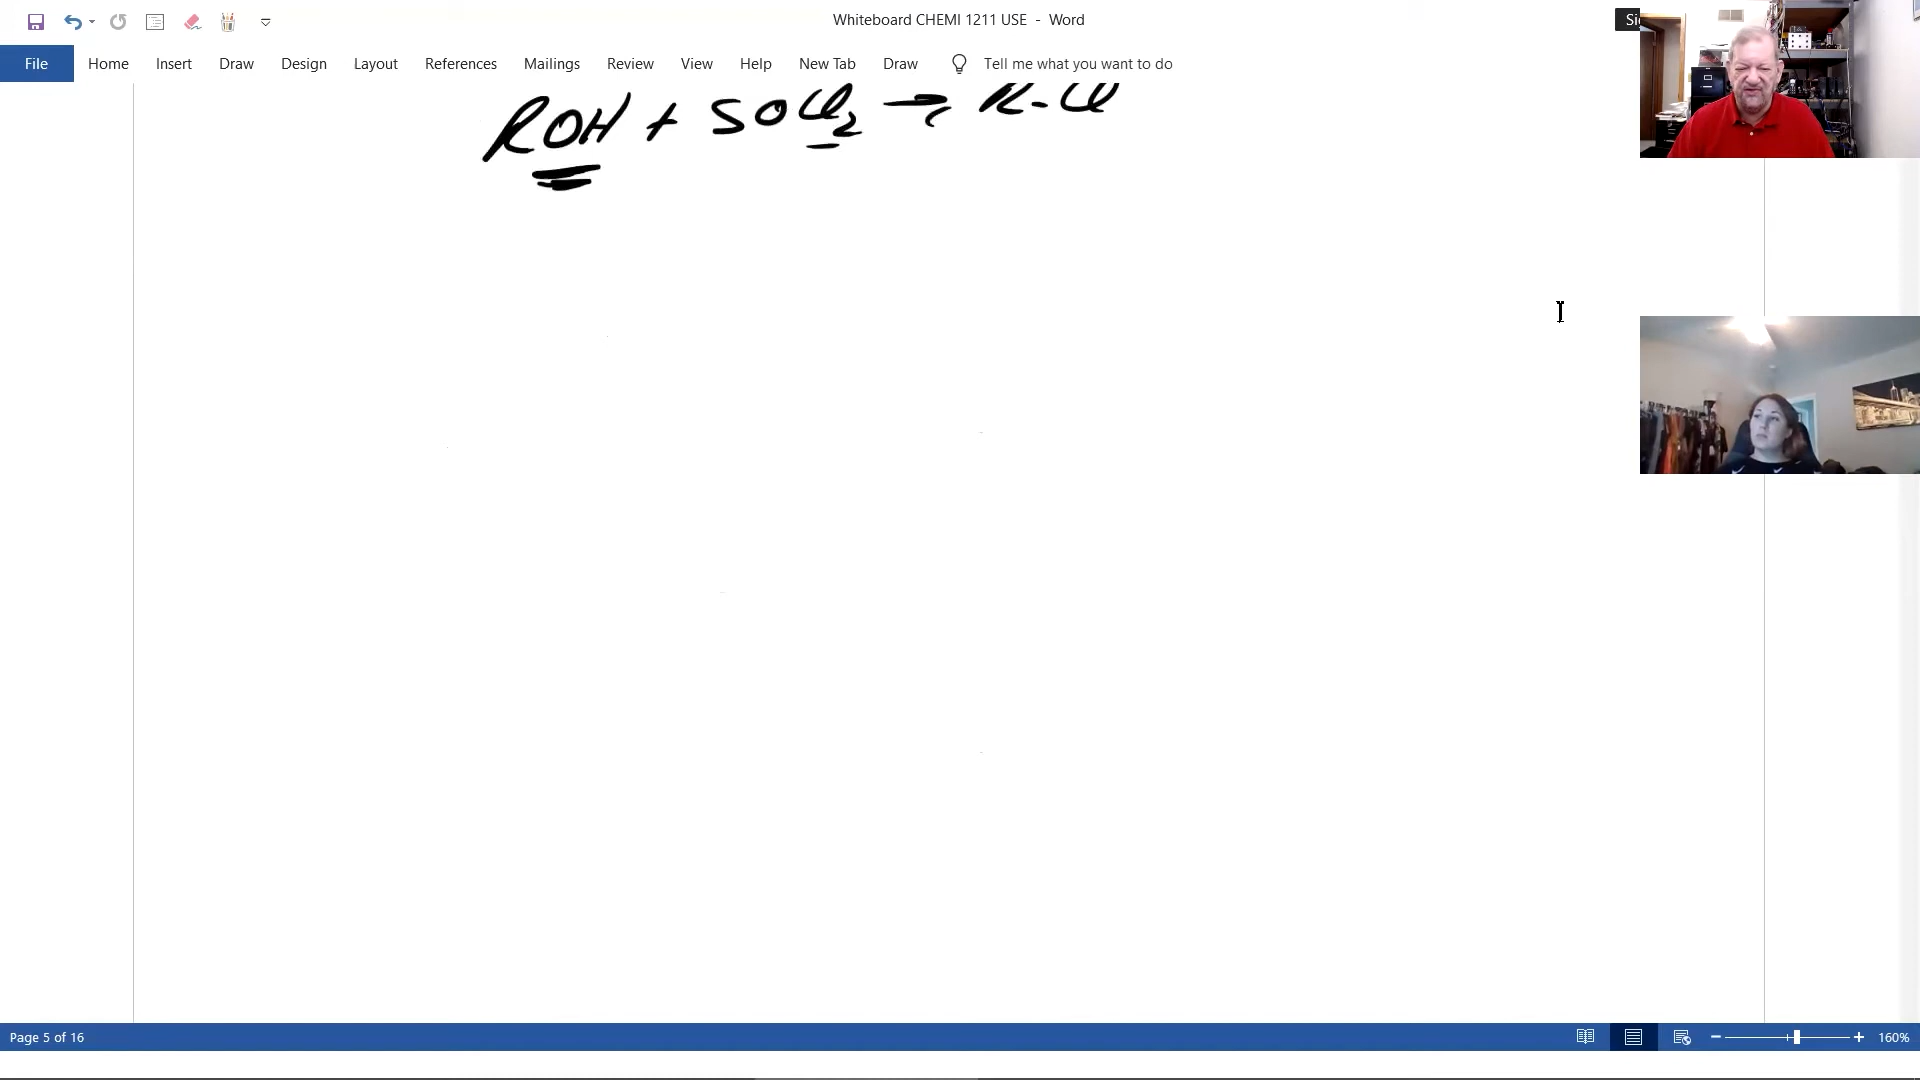 Whiteboard CHEMI 1211 USE - Word
Si
File Home Insert Draw Design Layout References Mailings Review View Help New Tab Draw Tell me what you want to do
ROH + SOCl₂ → R-Cl
Page 5 of 16
160%